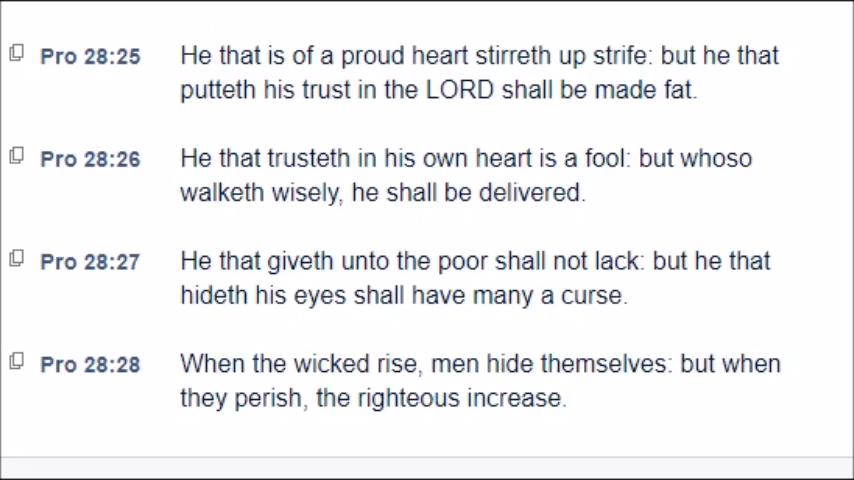 Pro 28:25 He that is of a proud heart stirreth up strife: but he that
putteth his trust in the LORD shall be made fat.
Pro 28:26 He that trusteth in his own heart is a fool: but whoso
walketh wisely, he shall be delivered.
Pro 28:27 He that giveth unto the poor shall not lack: but he that
hideth his eyes shall have many a curse.
Pro 28:28 When the wicked rise, men hide themselves: but when
they perish, the righteous increase.